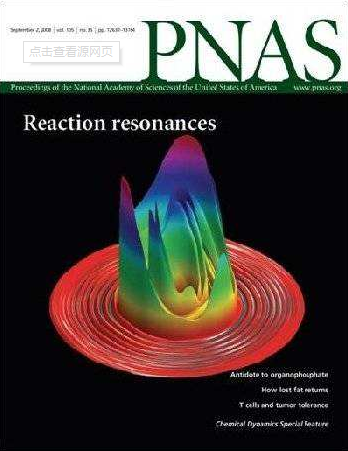 PNAS
September 2, 2008 | vol. 105 | no. 35 | pp.
点击查看源网页
Proceedings of the National Academy of Sciences of the United States of America www.pnas.org
Reaction resonances
Antidote to organophosphate
How lost fat returns
T cells and tumor tolerance
Chemical Dynamics Special Feature